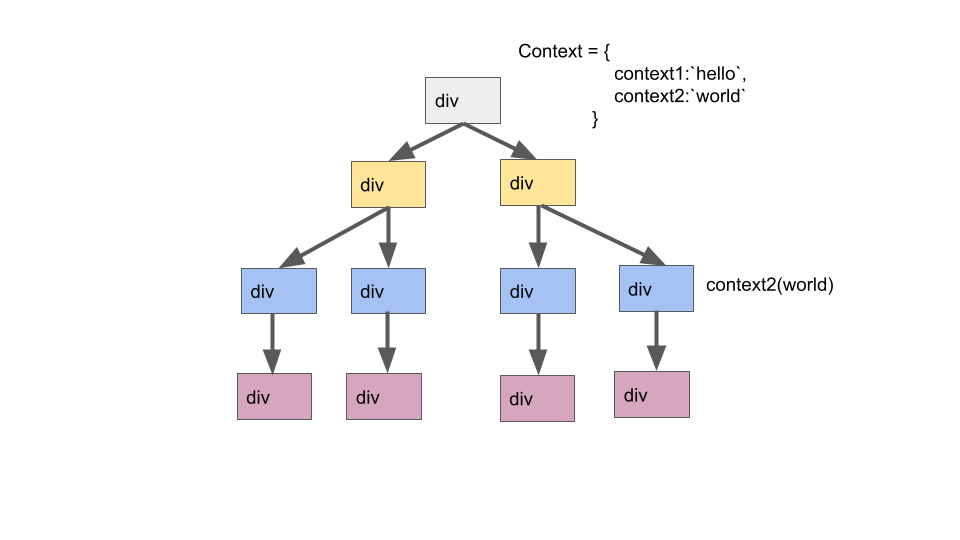 Context = {
context1:`hello`,
context2:`world`
}
div
div
div
div
div
div
div
context2(world)
div
div
div
div